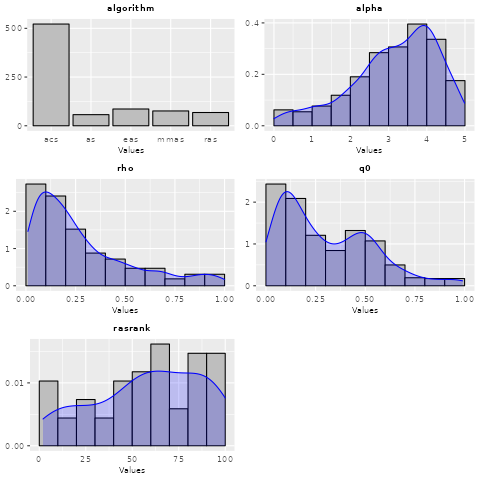 algorithm
500
250
0
acs as eas mmas ras
Values
alpha
0.4
0.2
0.0
0 1 2 3 4 5
Values
rho
2
1
0
0.00 0.25 0.50 0.75 1.00
Values
q0
2
1
0
0.00 0.25 0.50 0.75 1.00
Values
rasrank
0.01
0.00
0 25 50 75 100
Values